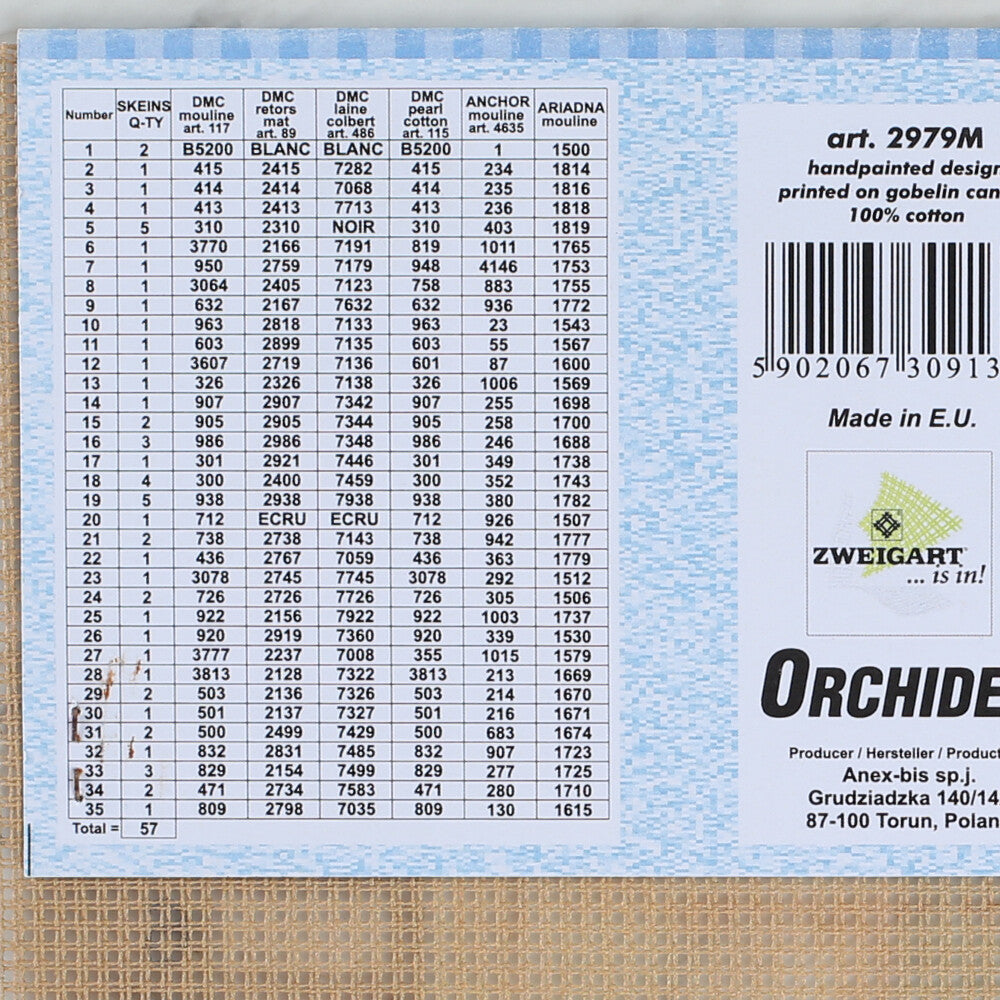 Number SKEINS Q-TY DMC mouline art. 117 DMC retors mat art. 89 DMC laine colbert art. 486 DMC pearl cotton art. 115 ANCHOR mouline art. 4635 ARIADNA mouline
1 2 B5200 BLANC BLANC B5200 1 1500
2 1 415 2415 7282 415 234 1814
3 1 414 2414 7068 414 235 1816
4 1 413 2413 7713 413 236 1818
5 5 310 2310 NOIR 310 403 1819
6 1 3770 2166 7191 819 1011 1765
7 1 950 2759 7179 948 4146 1753
8 1 3064 2405 7123 758 883 1755
9 1 632 2167 7632 632 936 1772
10 1 963 2818 7133 963 23 1543
11 1 603 2899 7135 603 55 1567
12 1 3607 2719 7136 601 87 1600
13 1 326 2326 7138 326 1006 1569
14 1 907 2907 7342 907 255 1698
15 2 905 2905 7344 905 258 1700
16 3 986 2986 7348 986 246 1688
17 1 301 2921 7446 301 349 1738
18 4 300 2400 7459 300 352 1743
19 5 938 2938 7938 938 380 1782
20 1 712 ECRU ECRU 712 926 1507
21 2 738 2738 7143 738 942 1777
22 1 436 2767 7059 436 363 1779
23 1 3078 2745 7745 3078 292 1512
24 2 726 2726 7726 726 305 1506
25 1 922 2156 7922 922 1003 1737
26 1 920 2919 7360 920 339 1530
27 1 3777 2237 7008 355 1015 1579
28 1 3813 2128 7322 3813 213 1669
29 2 503 2136 7326 503 214 1670
30 1 501 2137 7327 501 216 1671
31 2 500 2499 7429 500 683 1674
32 1 832 2831 7485 832 907 1723
33 3 829 2154 7499 829 277 1725
34 2 471 2734 7583 471 280 1710
35 1 809 2798 7035 809 130 1615
Total = 57
art. 2979M
handpainted design
printed on gobelin can
100% cotton
5 902067 30913
Made in E.U.
ZWEIGART
... is in!
ORCHIDE
Producer / Hersteller / Product
Anex-bis sp.j.
Grudziadzka 140/14
87-100 Torun, Polan